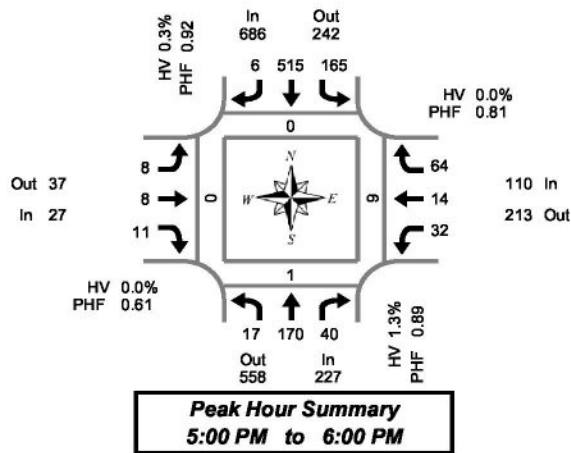 In Out
686 242
HV 0.3%
PHF 0.92
6 515 165
HV 0.0%
PHF 0.81
0
8
8
11
Out 37
In 27
0
N
W E
S
9
64
14
32
110 In
213 Out
1
HV 0.0%
PHF 0.61
17 170 40
Out In
558 227
HV 1.3%
PHF 0.89
Peak Hour Summary
5:00 PM to 6:00 PM